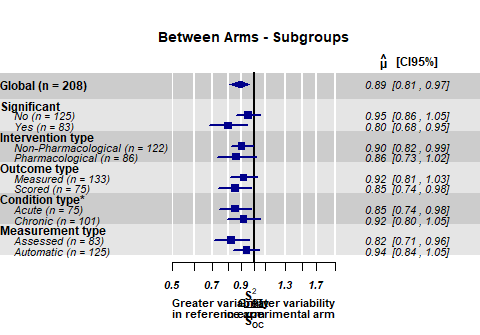 Between Arms - Subgroups
μ̂ [CI95%]
Global (n = 208) 0.89 [0.81 , 0.97]
Significant
No (n = 125) 0.95 [0.86 , 1.05]
Yes (n = 83) 0.80 [0.68 , 0.95]
Intervention type
Non-Pharmacological (n = 122) 0.90 [0.82 , 0.99]
Pharmacological (n = 86) 0.86 [0.73 , 1.02]
Outcome type
Measured (n = 133) 0.92 [0.81 , 1.03]
Scored (n = 75) 0.85 [0.74 , 0.98]
Condition type*
Acute (n = 75) 0.85 [0.74 , 0.98]
Chronic (n = 101) 0.92 [0.80 , 1.05]
Measurement type
Assessed (n = 83) 0.82 [0.71 , 0.96]
Automatic (n = 125) 0.94 [0.84 , 1.05]
0.5 0.7 0.9 1.3 1.7
S²
Greater variability Greater variability
in reference arm experimental arm
S²OC